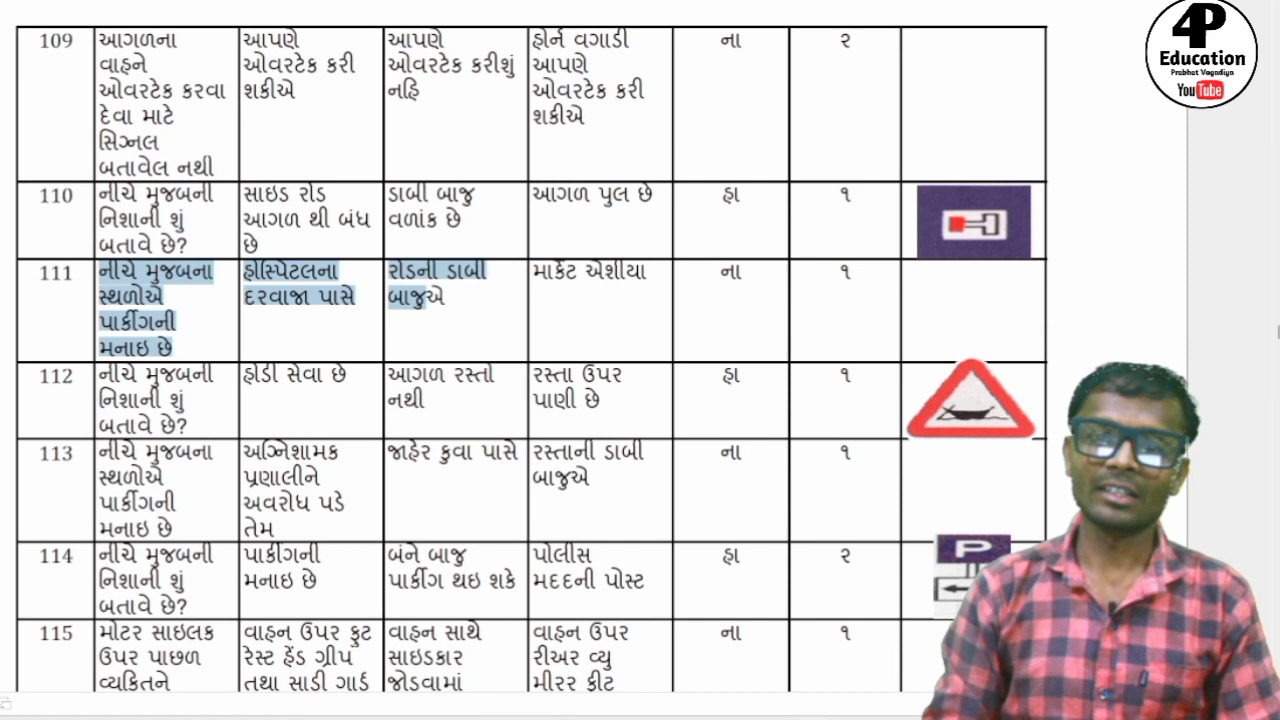 4P
Education
Prabhat Vagadiya
YouTube
109 આગળના વાહને ઓવરટેક કરવા દેવા માટે સિગ્નલ બતાવેલ નથી આપણે ઓવરટેક કરી શકીએ આપણે ઓવરટેક કરીશું નહિ હોર્ન વગાડી આપણે ઓવરટેક કરી શકીએ ના ૨
110 નીચે મુજબની નિશાની શું બતાવે છે? સાઇડ રોડ આગળ થી બંધ છે ડાબી બાજુ વળાંક છે આગળ પુલ છે હા ૧
111 નીચે મુજબના સ્થળોએ પાર્કીગની મનાઇ છે હોસ્પિટલના દરવાજા પાસે રોડની ડાબી બાજુએ માર્કેટ એરીયા ના ૧
112 નીચે મુજબની નિશાની શું બતાવે છે? હોડી સેવા છે આગળ રસ્તો નથી રસ્તા ઉપર પાણી છે હા ૧
113 નીચે મુજબના સ્થળોએ પાર્કીગની મનાઇ છે અગ્નિશામક પ્રણાલીને અવરોધ પડે તેમ જાહેર કુવા પાસે રસ્તાની ડાબી બાજુએ ના ૧
114 નીચે મુજબની નિશાની શું બતાવે છે? પાર્કીગની મનાઇ છે બંને બાજુ પાર્કીગ થઇ શકે પોલીસ મદદની પોસ્ટ હા ૨
P
115 મોટર સાઇલક ઉપર પાછળ વ્યકિતને વાહન ઉપર ફુટ રેસ્ટ હેંડ ગ્રીપ તથા સાડી ગાર્ડ વાહન સાથે સાઇડકાર જોડવામાં વાહન ઉપર રીઅર વ્યુ મીરર ફીટ ના ૧